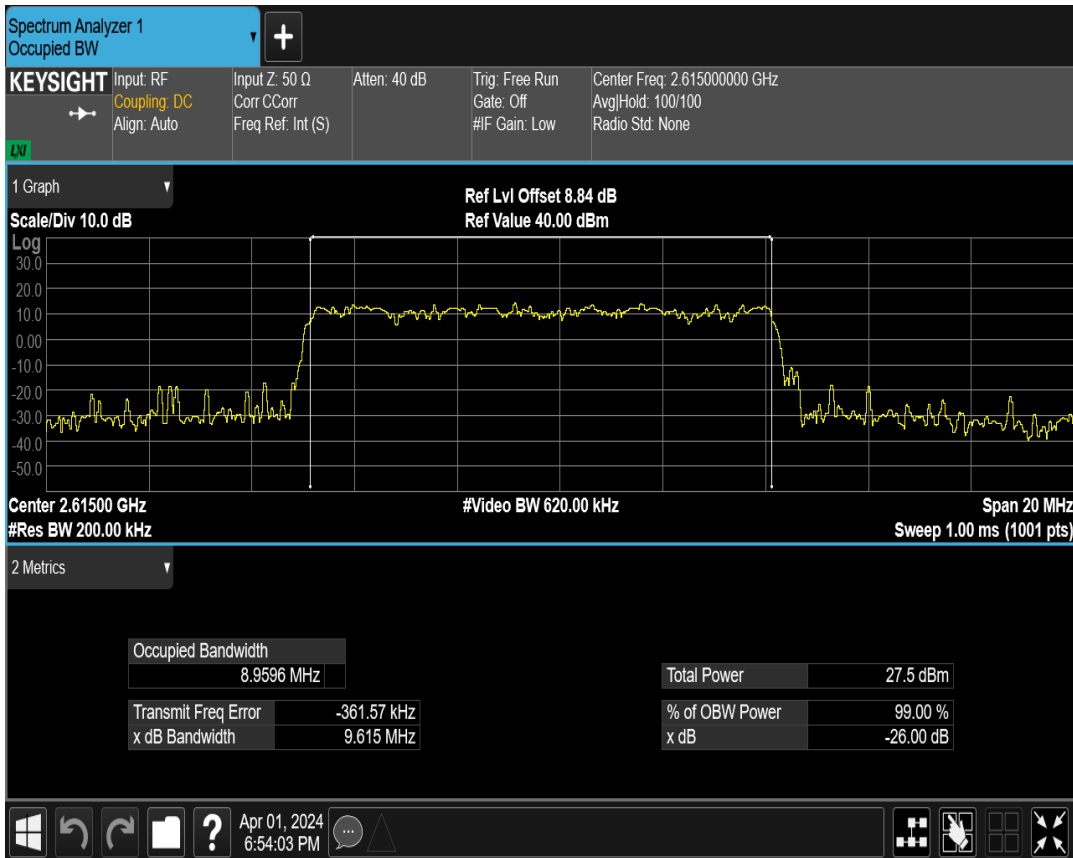 Spectrum Analyzer 1
Occupied BW
KEYSIGHT
LXI
Input: RF
Coupling: DC
Align: Auto
Input Z: 50 Ω
Corr CCorr
Freq Ref: Int (S)
Atten: 40 dB
Trig: Free Run
Gate: Off
#IF Gain: Low
Center Freq: 2.615000000 GHz
Avg|Hold: 100/100
Radio Std: None
1 Graph
Scale/Div 10.0 dB
Ref Lvl Offset 8.84 dB
Ref Value 40.00 dBm
Log
30.0
20.0
10.0
0.00
-10.0
-20.0
-30.0
-40.0
-50.0
Center 2.61500 GHz
#Res BW 200.00 kHz
#Video BW 620.00 kHz
Span 20 MHz
Sweep 1.00 ms (1001 pts)
2 Metrics
Occupied Bandwidth
8.9596 MHz
Transmit Freq Error -361.57 kHz
x dB Bandwidth 9.615 MHz
Total Power 27.5 dBm
% of OBW Power 99.00 %
x dB -26.00 dB
?
Apr 01, 2024
6:54:03 PM